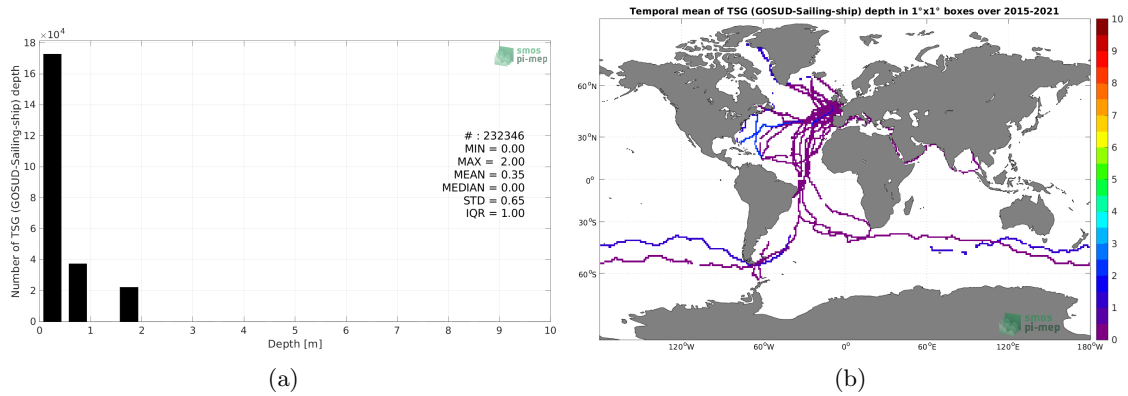 ×10⁴
18
16
14
12
10
8
6
4
2
0
Number of TSG (GOSUD-Sailing-ship) depth
smos
pi-mep
# : 232346
MIN = 0.00
MAX = 2.00
MEAN = 0.35
MEDIAN = 0.00
STD = 0.65
IQR = 1.00
0 1 2 3 4 5 6 7 8 9 10
Depth [m]
(a)
Temporal mean of TSG (GOSUD-Sailing-ship) depth in 1°x1° boxes over 2015-2021
60°N
30°N
0°
30°S
60°S
120°W 60°W 0° 60°E 120°E 180°W
10
9
8
7
6
5
4
3
2
1
0
smos
pi-mep
(b)